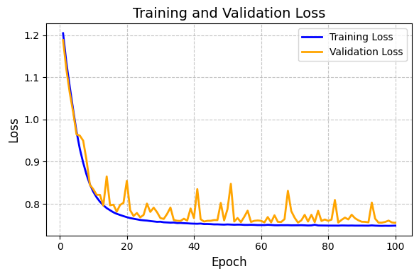 Training and Validation Loss
Training Loss
Validation Loss
Loss
1.2
1.1
1.0
0.9
0.8
0
20
40
60
80
100
Epoch